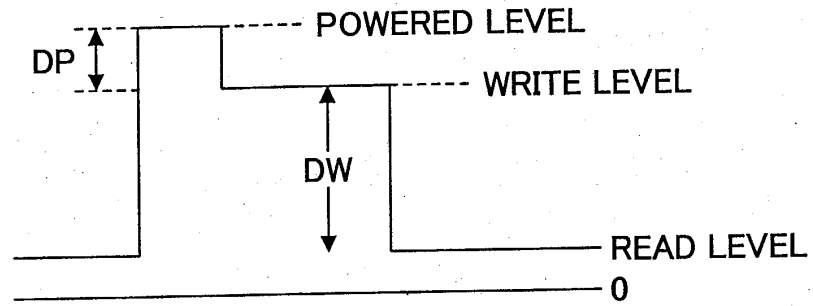 POWERED LEVEL
DP
WRITE LEVEL
DW
READ LEVEL
0